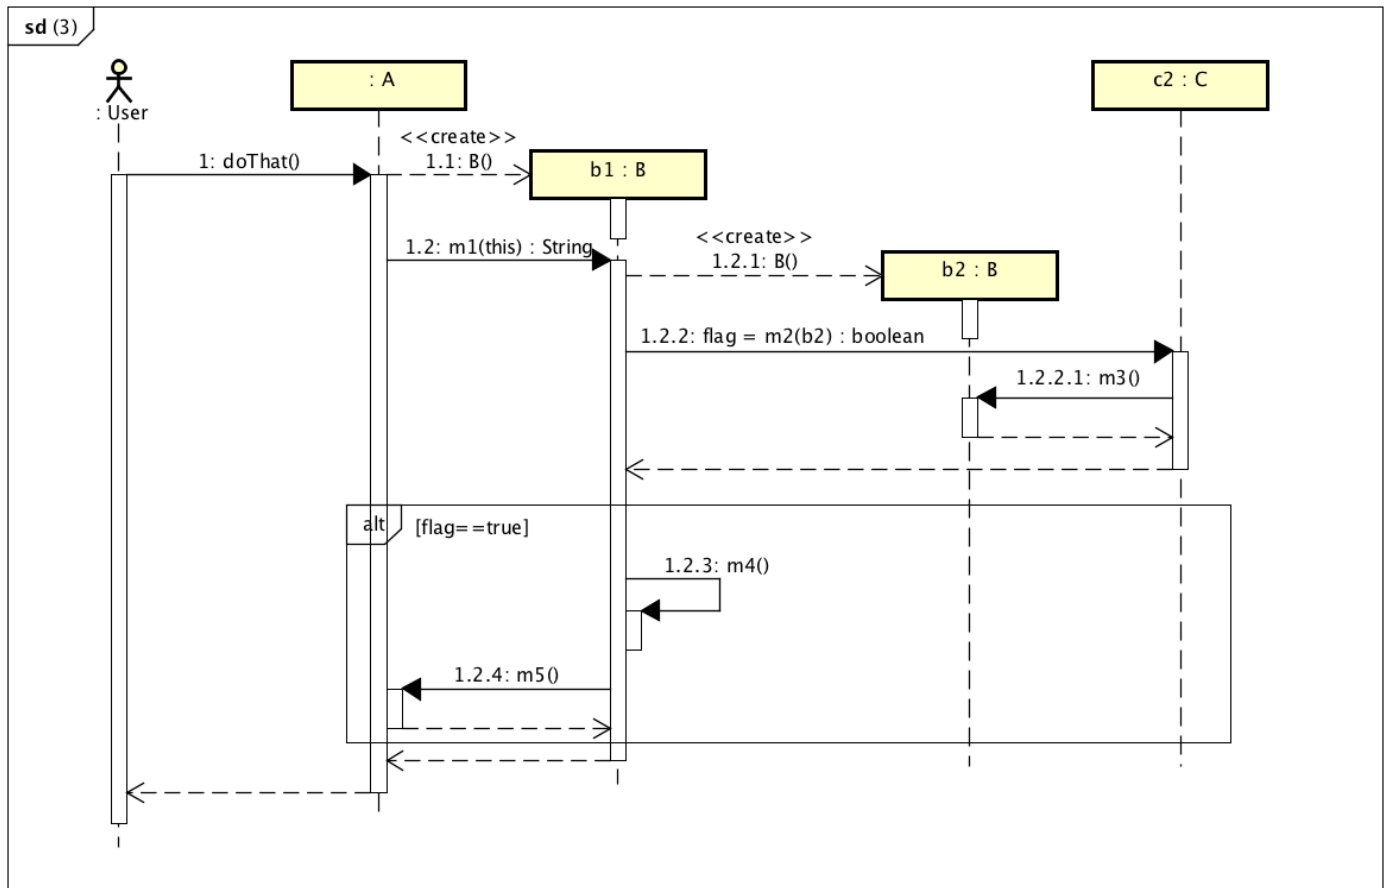 sd (3)
: User
: A
c2 : C
<<create>>
1: doThat()
1.1: B()
b1 : B
<<create>>
1.2: m1(this) : String
1.2.1: B()
b2 : B
1.2.2: flag = m2(b2) : boolean
1.2.2.1: m3()
alt
[flag==true]
1.2.3: m4()
1.2.4: m5()